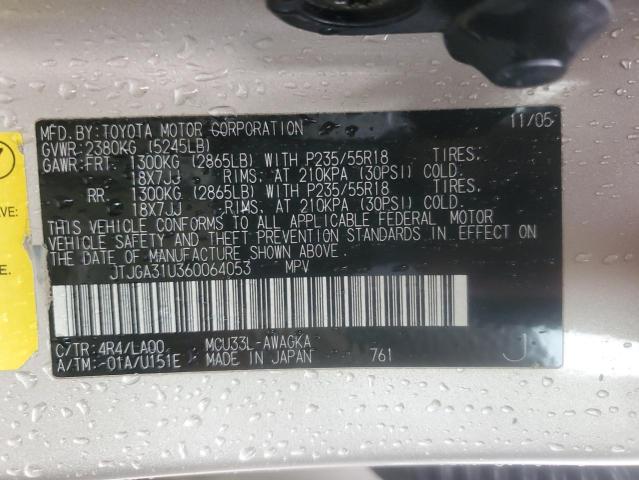 MFD.BY:TOYOTA MOTOR CORPORATION 11/05
GVWR:2380KG (5245LB)
GAWR:FRT. 1300KG (2865LB) WITH P235/55R18 TIRES.
18X7JJ RIMS, AT 210KPA (30PSI) COLD.
RR. 1300KG (2865LB) WITH P235/55R18 TIRES.
18X7JJ RIMS, AT 210KPA (30PSI) COLD.
THIS VEHICLE CONFORMS TO ALL APPLICABLE FEDERAL MOTOR
VEHICLE SAFETY AND THEFT PREVENTION STANDARDS IN EFFECT ON
THE DATE OF MANUFACTURE SHOWN ABOVE.
JTJGA31U360064053 MPV
C/TR:4R4/LA00 MCU33L-AWAGKA
A/TM:-01A/U151E MADE IN JAPAN 761 J